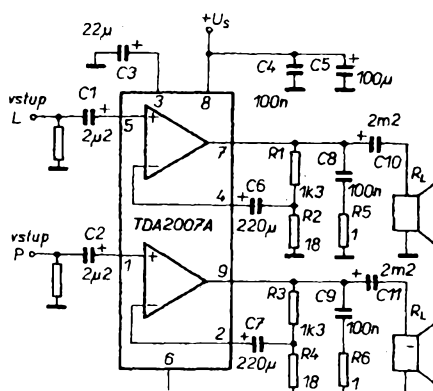 +Us
22µ
+
C3
C4
100n
C5
+
100µ
vstup
L
C1
+
2µ2
3
8
5
+
−
7
4
TDA2007A
+
C6
220µ
R1
1k3
R2
18
C8
100n
R5
1
+
2m2
C10
RL
vstup
P
C2
+
2µ2
1
+
−
9
2
6
+
C7
220µ
R3
1k3
R4
18
C9
100n
R6
1
+
2m2
C11
RL